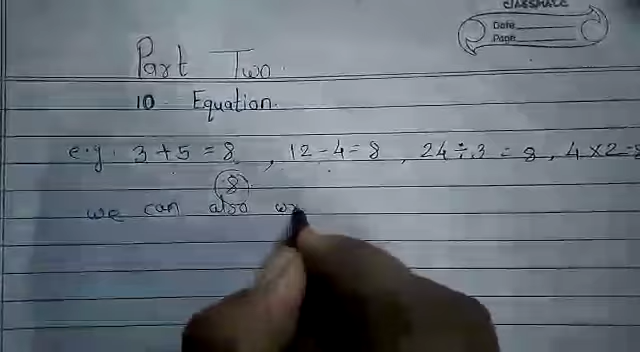 CLASSMATE
Date
Page
Part Two.
10 Equation.
e.g. 3 + 5 = 8 , 12 - 4 = 8 , 24 ÷ 3 = 8, 4 × 2 = 8
8
we can also